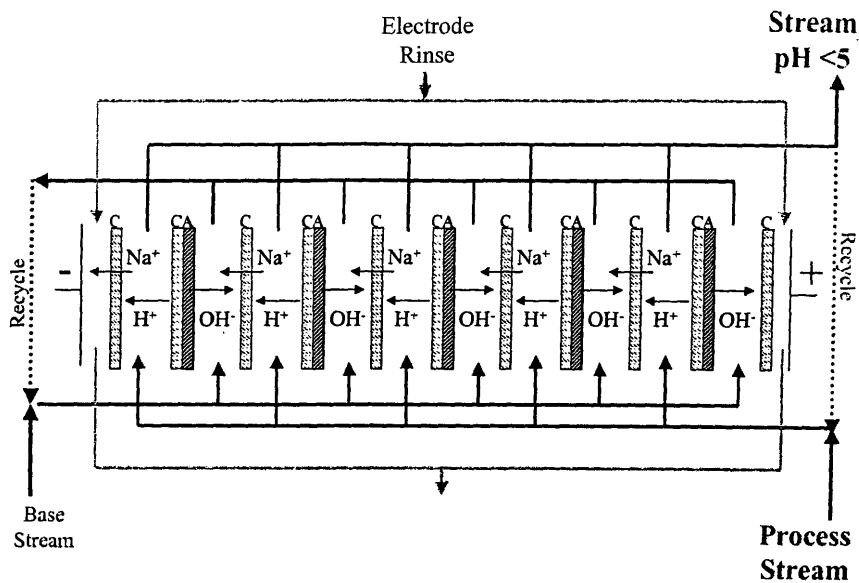 Electrode
Rinse
Stream
pH <5
Recycle
Recycle
C
CA
C
CA
C
CA
C
CA
C
CA
C
-
+
Na⁺
Na⁺
Na⁺
Na⁺
Na⁺
H⁺
OH-
H⁺
OH-
H⁺
OH-
H⁺
OH-
H⁺
OH-
Base
Stream
Process
Stream